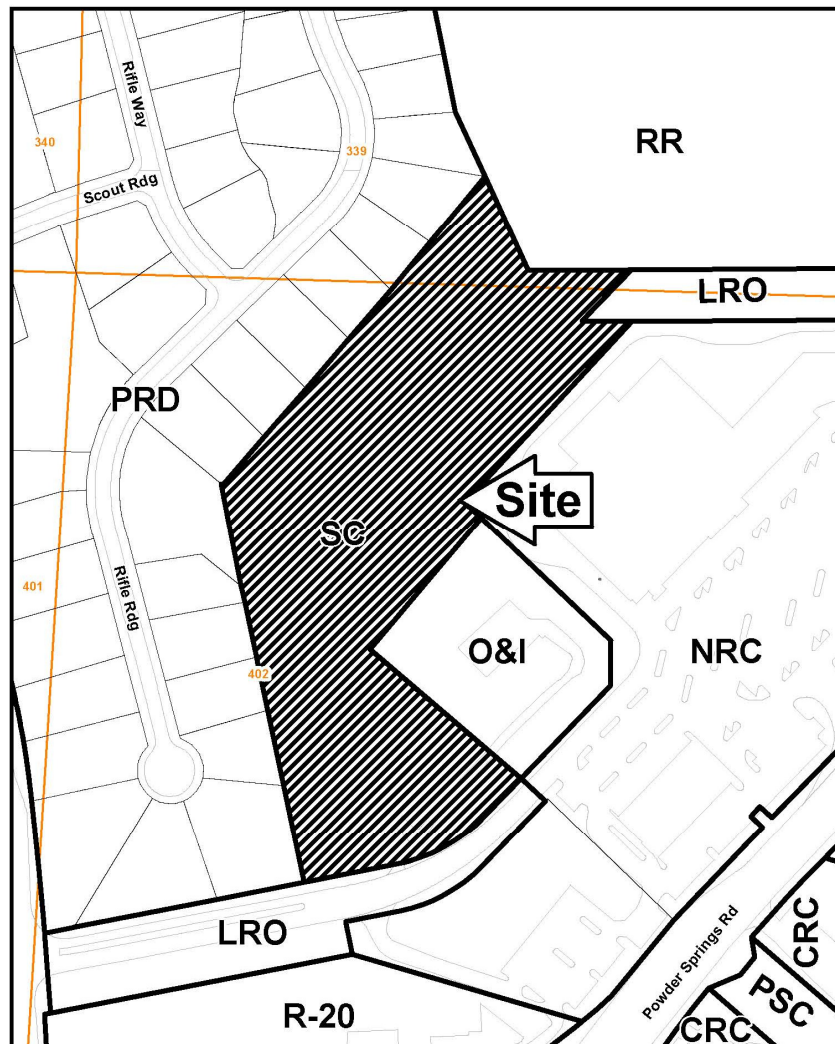 Rifle Way
340
339
RR
Scout Rdg
LRO
PRD
Site
SC
401
Rifle Rdg
402
O&I
NRC
LRO
Powder Springs Rd
CRC
PSC
R-20
CRC